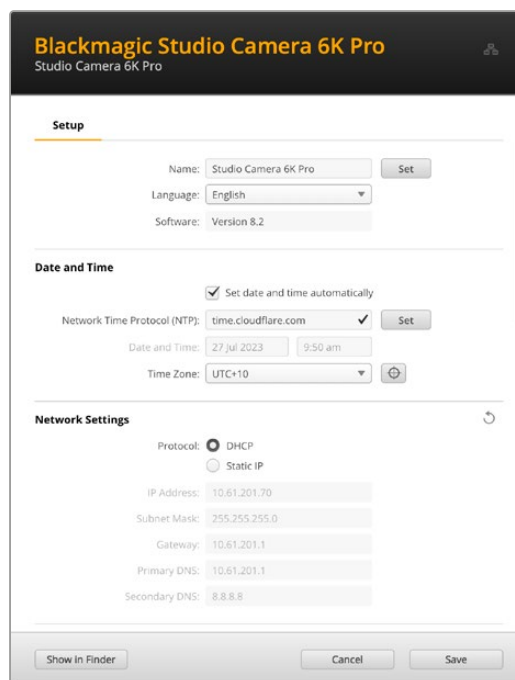 Blackmagic Studio Camera 6K Pro
Studio Camera 6K Pro
Setup
Name: Studio Camera 6K Pro Set
Language: English
Software: Version 8.2
Date and Time
Set date and time automatically
Network Time Protocol (NTP): time.cloudflare.com Set
Date and Time: 27 Jul 2023 9:50 am
Time Zone: UTC+10
Network Settings
Protocol: DHCP
Static IP
IP Address: 10.61.201.70
Subnet Mask: 255.255.255.0
Gateway: 10.61.201.1
Primary DNS: 10.61.201.1
Secondary DNS: 8.8.8.8
Show in Finder Cancel Save